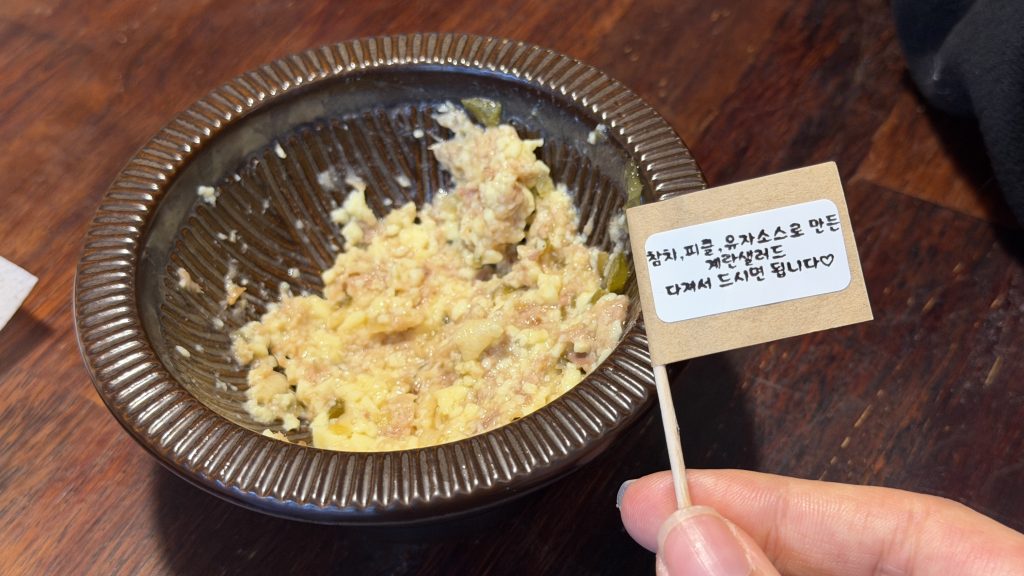 참치,피클,유자소스로 만든
계란샐러드
다져서 드시면 됩니다♡